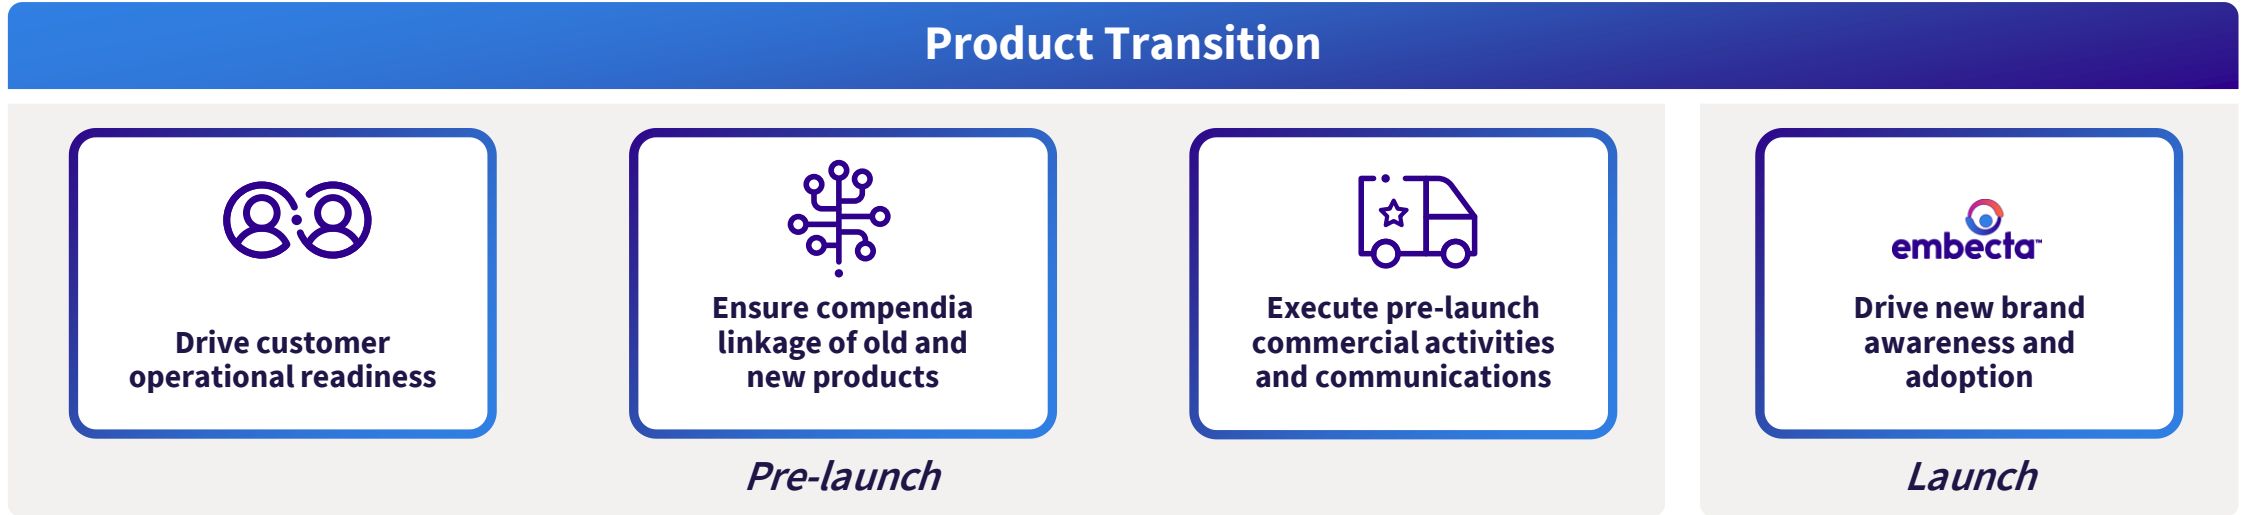 Product Transition
Drive customer
operational readiness
Ensure compendia
linkage of old and
new products
Execute pre-launch
commercial activities
and communications
Pre-launch
embecta™
Drive new brand
awareness and
adoption
Launch